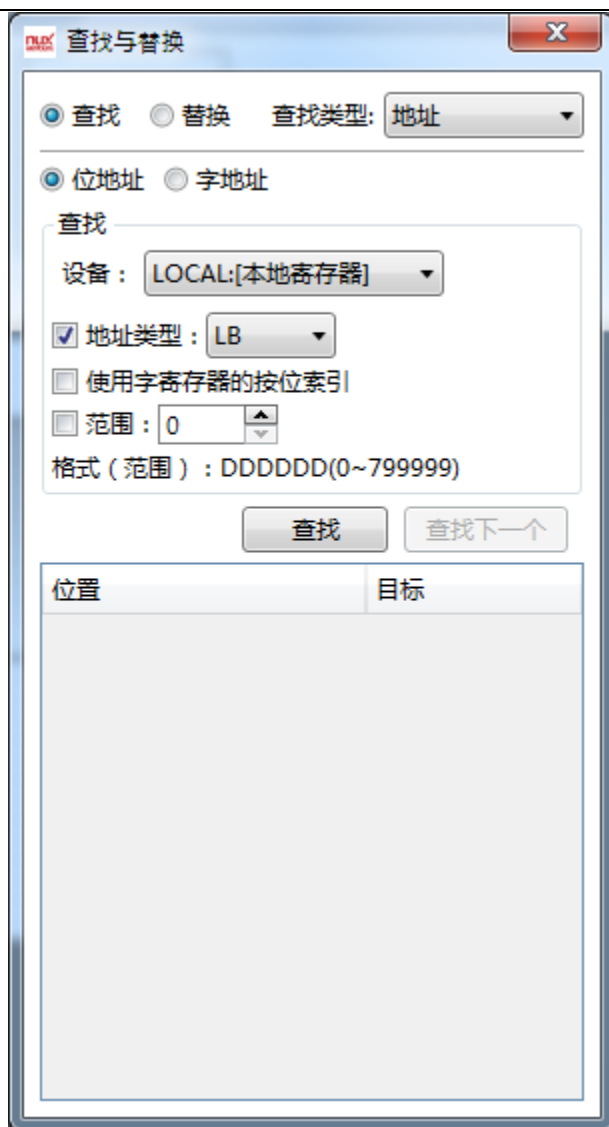 nux 查找与替换
查找 替换 查找类型: 地址
位地址 字地址
查找
设备： LOCAL:[本地寄存器]
地址类型： LB
使用字寄存器的按位索引
范围： 0
格式（范围）：DDDDDD(0~799999)
查找 查找下一个
位置 目标